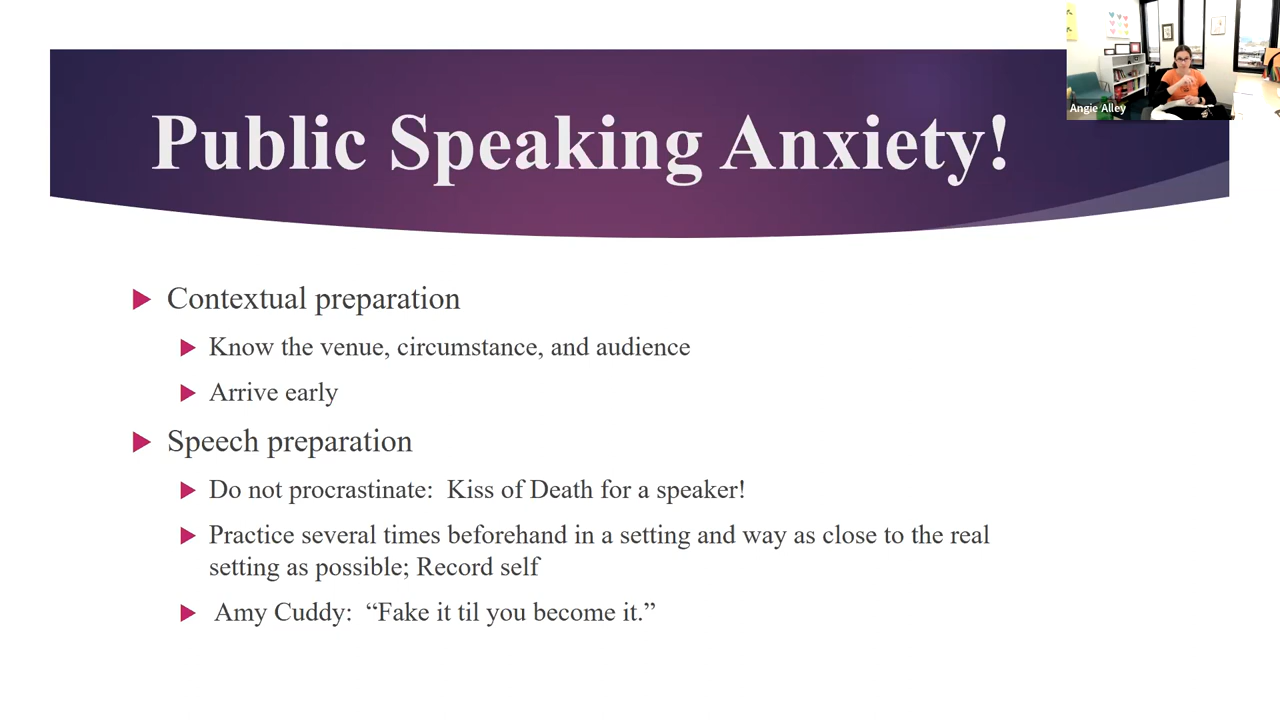 Public Speaking Anxiety!
Angie Alley
Contextual preparation
Know the venue, circumstance, and audience
Arrive early
Speech preparation
Do not procrastinate:  Kiss of Death for a speaker!
Practice several times beforehand in a setting and way as close to the real
setting as possible; Record self
Amy Cuddy:  “Fake it til you become it.”